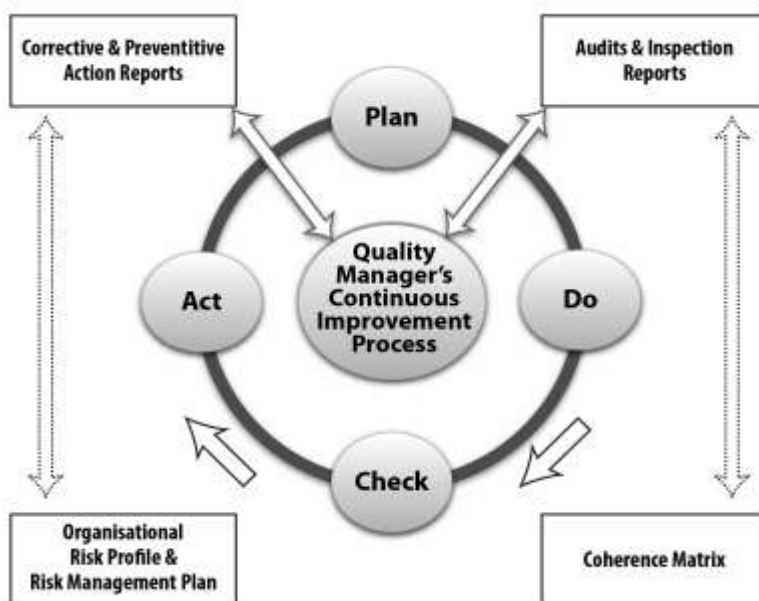 Corrective & Preventitive
Action Reports
Audits & Inspection
Reports
Plan
Quality
Manager's
Continuous
Improvement
Process
Act
Do
Check
Organisational
Risk Profile &
Risk Management Plan
Coherence Matrix